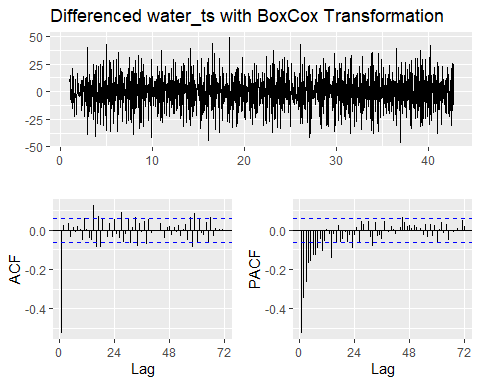 Differenced water_ts with BoxCox Transformation
50
25
0
-25
-50
0 10 20 30 40
ACF
0.0
-0.2
-0.4
0 24 48 72
Lag
PACF
0.0
-0.2
-0.4
0 24 48 72
Lag